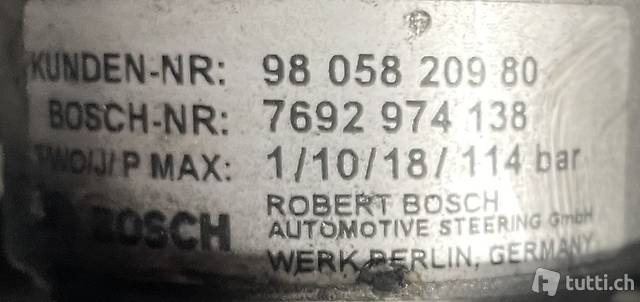 KUNDEN-NR: 98 058 209 80
BOSCH-NR: 7692 974 138
P MAX: 1/10/18/ 114 bar
BOSCH
ROBERT BOSCH
AUTOMOTIVE STEERING GmbH
WERK BERLIN, GERMANY
tutti.ch